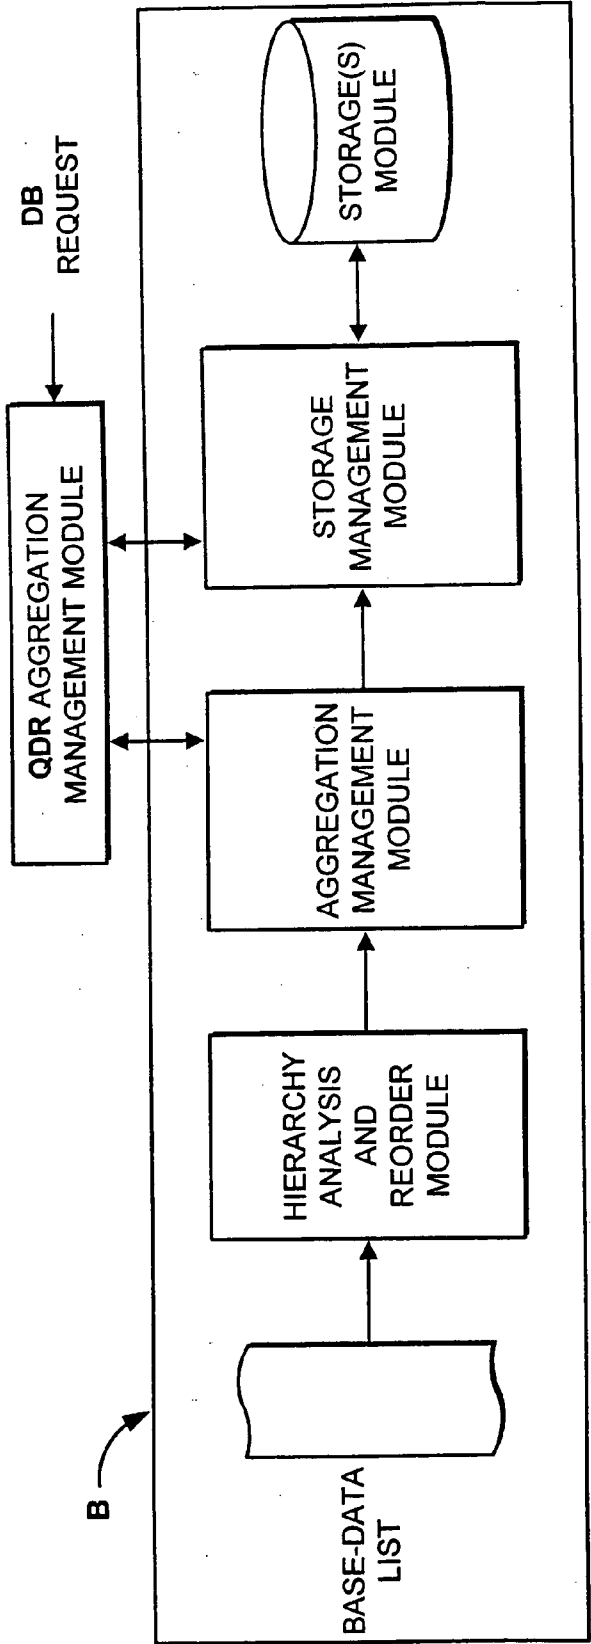 DB
REQUEST
QDR AGGREGATION
MANAGEMENT MODULE
B
BASE-DATA
LIST
HIERARCHY
ANALYSIS
AND
REORDER
MODULE
AGGREGATION
MANAGEMENT
MODULE
STORAGE
MANAGEMENT
MODULE
STORAGE(S)
MODULE